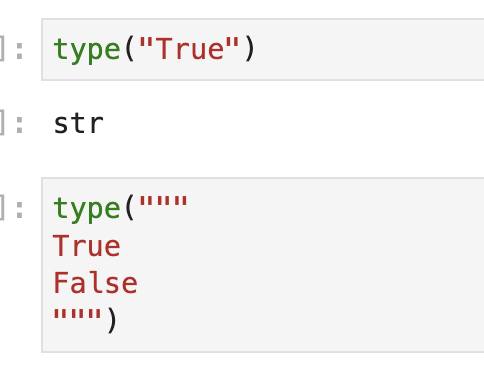 ]: type("True")
]: str
]: type("""
True
False
""")